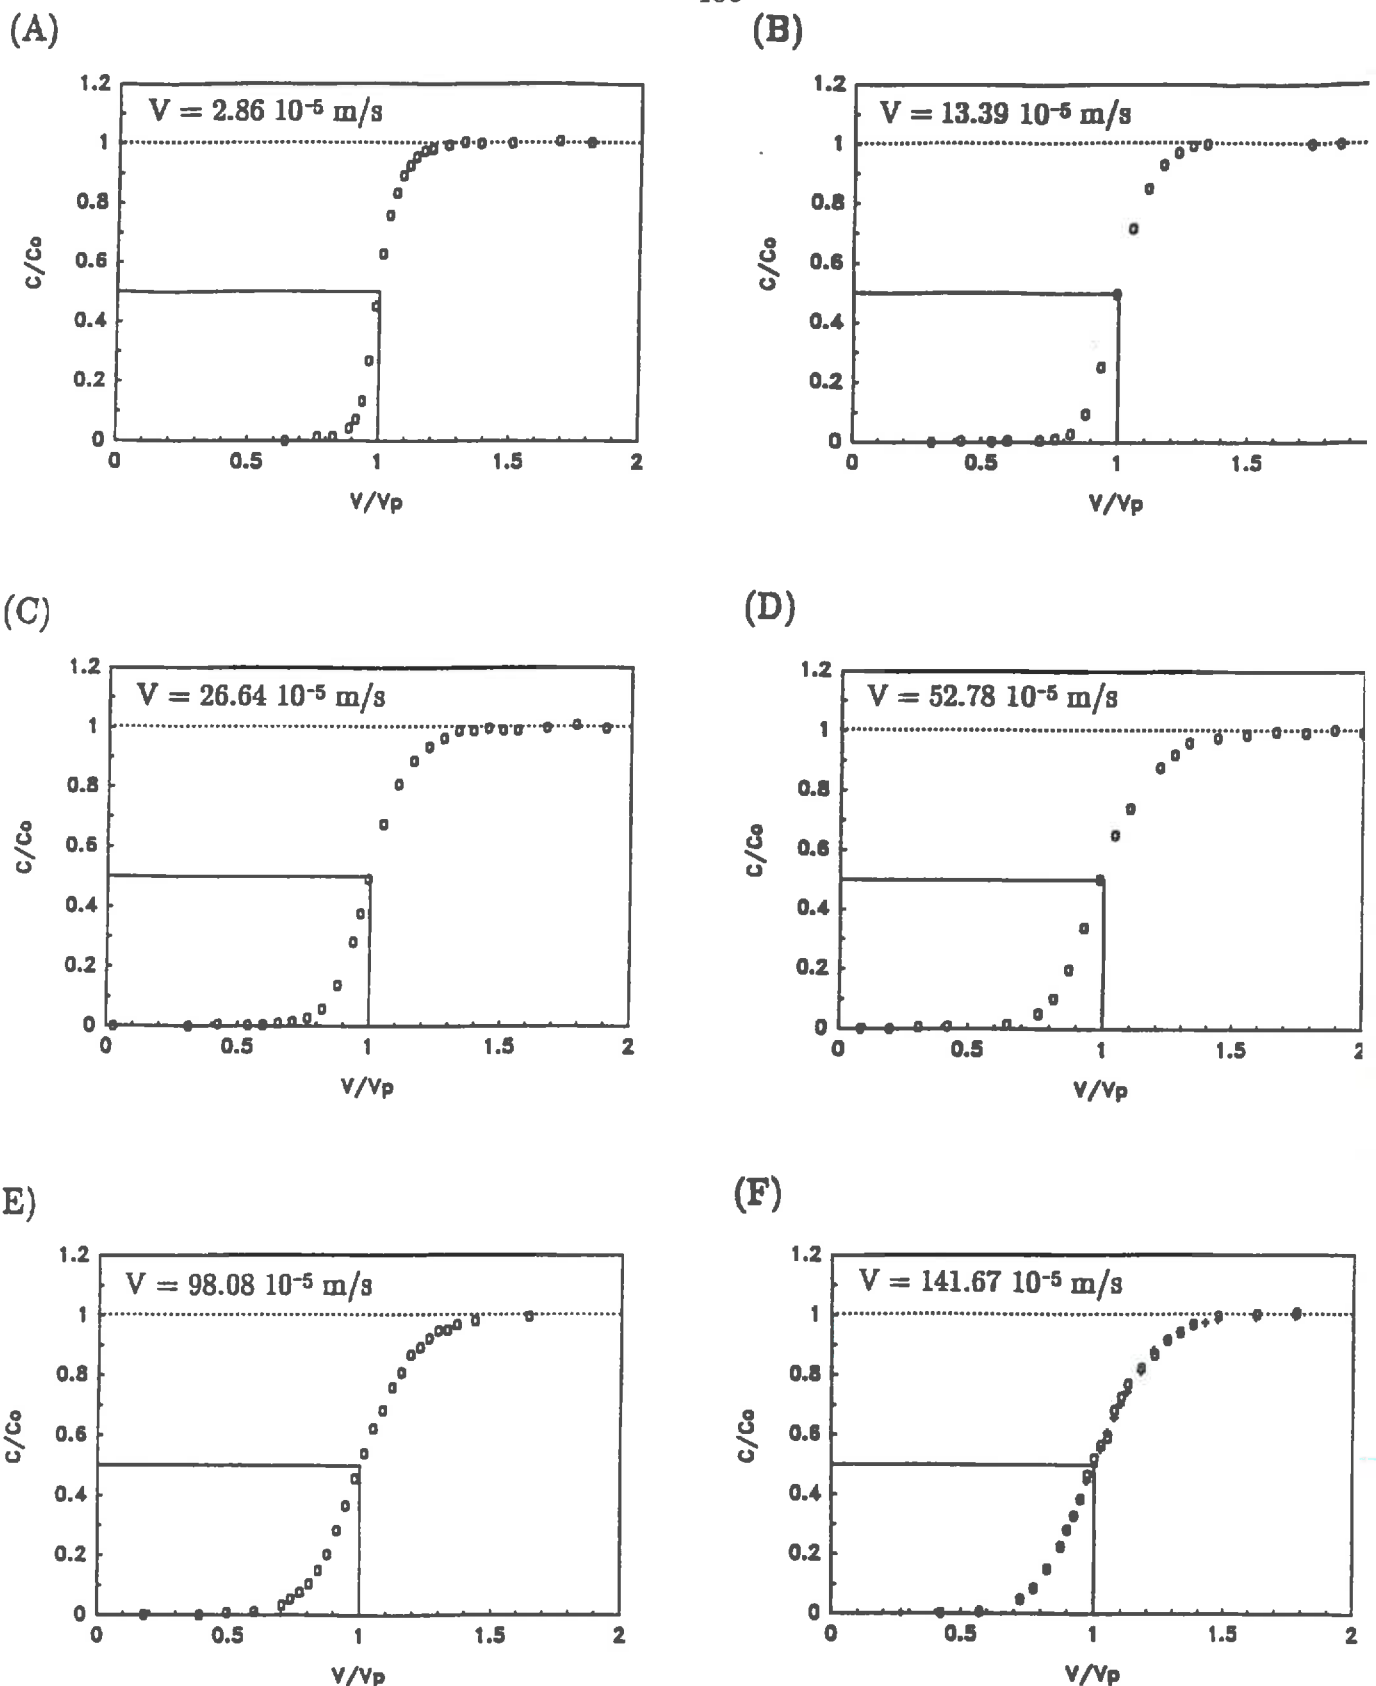 (A)
(B)
1.2
V = 2.86 10⁻⁵ m/s
1
0.8
0.6
0.4
0.2
0
C/Co
0
0.5
1
1.5
2
V/Vp
1.2
V = 13.39 10⁻⁵ m/s
1
0.8
0.6
0.4
0.2
0
C/Co
0
0.5
1
1.5
V/Vp
(C)
(D)
1.2
V = 26.64 10⁻⁵ m/s
1
0.8
0.6
0.4
0.2
0
C/Co
0
0.5
1
1.5
2
V/Vp
1.2
V = 52.78 10⁻⁵ m/s
1
0.8
0.6
0.4
0.2
0
C/Co
0
0.5
1
1.5
2
V/Vp
E)
(F)
1.2
V = 98.08 10⁻⁵ m/s
1
0.8
0.6
0.4
0.2
0
C/Co
0
0.5
1
1.5
2
V/Vp
1.2
V = 141.67 10⁻⁵ m/s
1
0.8
0.6
0.4
0.2
0
C/Co
0
0.5
1
1.5
2
V/Vp